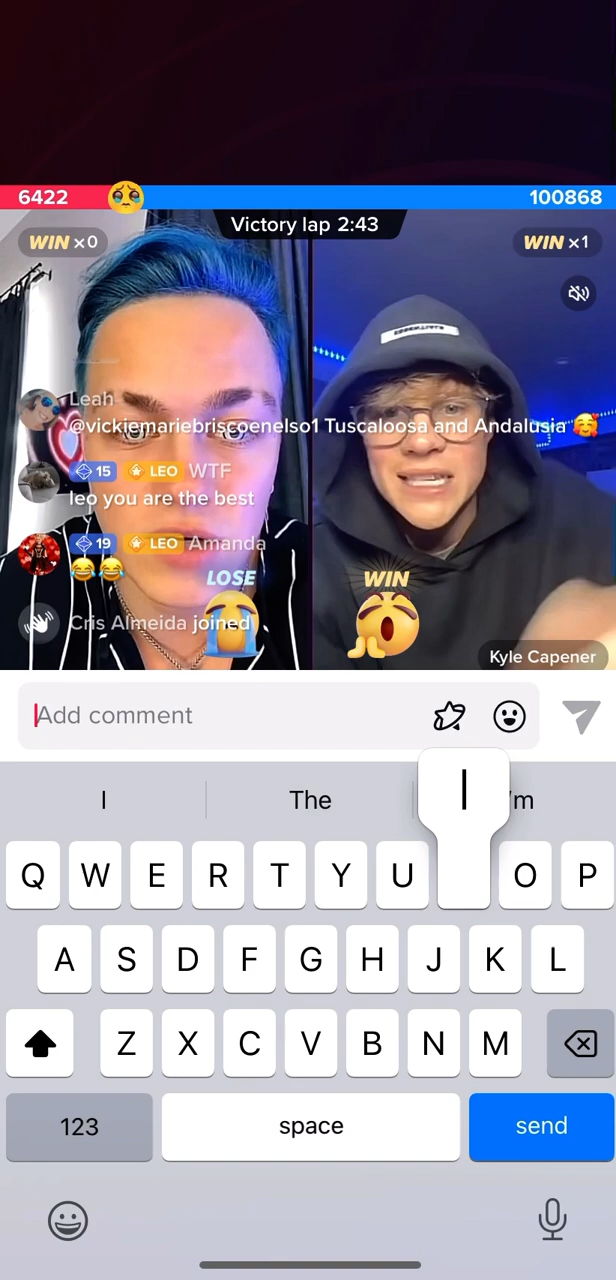 6422
100868
Victory lap 2:43
WIN ×0
WIN ×1
Leah
@vickiemariebriscoenelso1 Tuscaloosa and Andalusia 🥰
15 LEO WTF
leo you are the best
19 LEO Amanda
😂😂
LOSE
WIN
Cris Almeida joined
Kyle Capener
Add comment
I
The
I'm
Q W E R T Y U I O P
A S D F G H J K L
Z X C V B N M
123
space
send